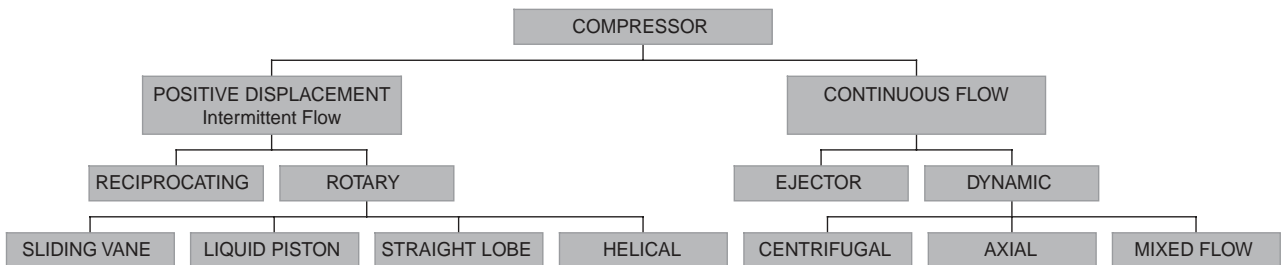 COMPRESSOR
POSITIVE DISPLACEMENT
Intermittent Flow
CONTINUOUS FLOW
RECIPROCATING
ROTARY
EJECTOR
DYNAMIC
SLIDING VANE
LIQUID PISTON
STRAIGHT LOBE
HELICAL
CENTRIFUGAL
AXIAL
MIXED FLOW